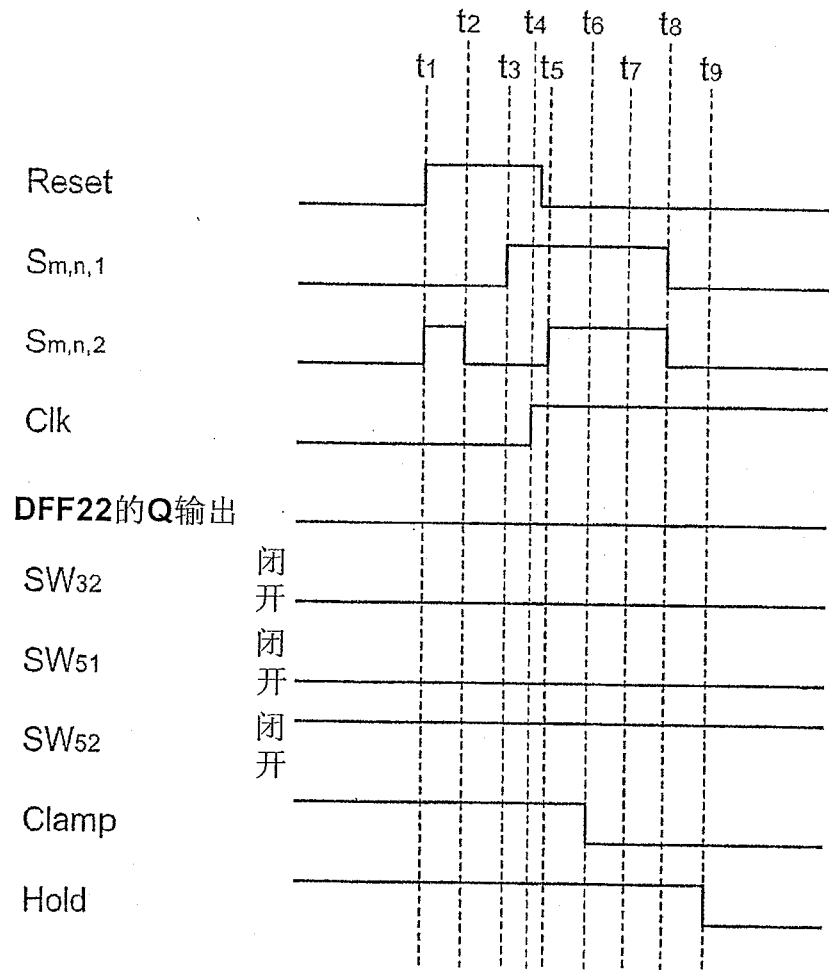 t2 t4 t6 t8
t1 t3 t5 t7 t9
Reset
Sm,n,1
Sm,n,2
Clk
DFF22的Q输出
SW32 闭
开
SW51 闭
开
SW52 闭
开
Clamp
Hold